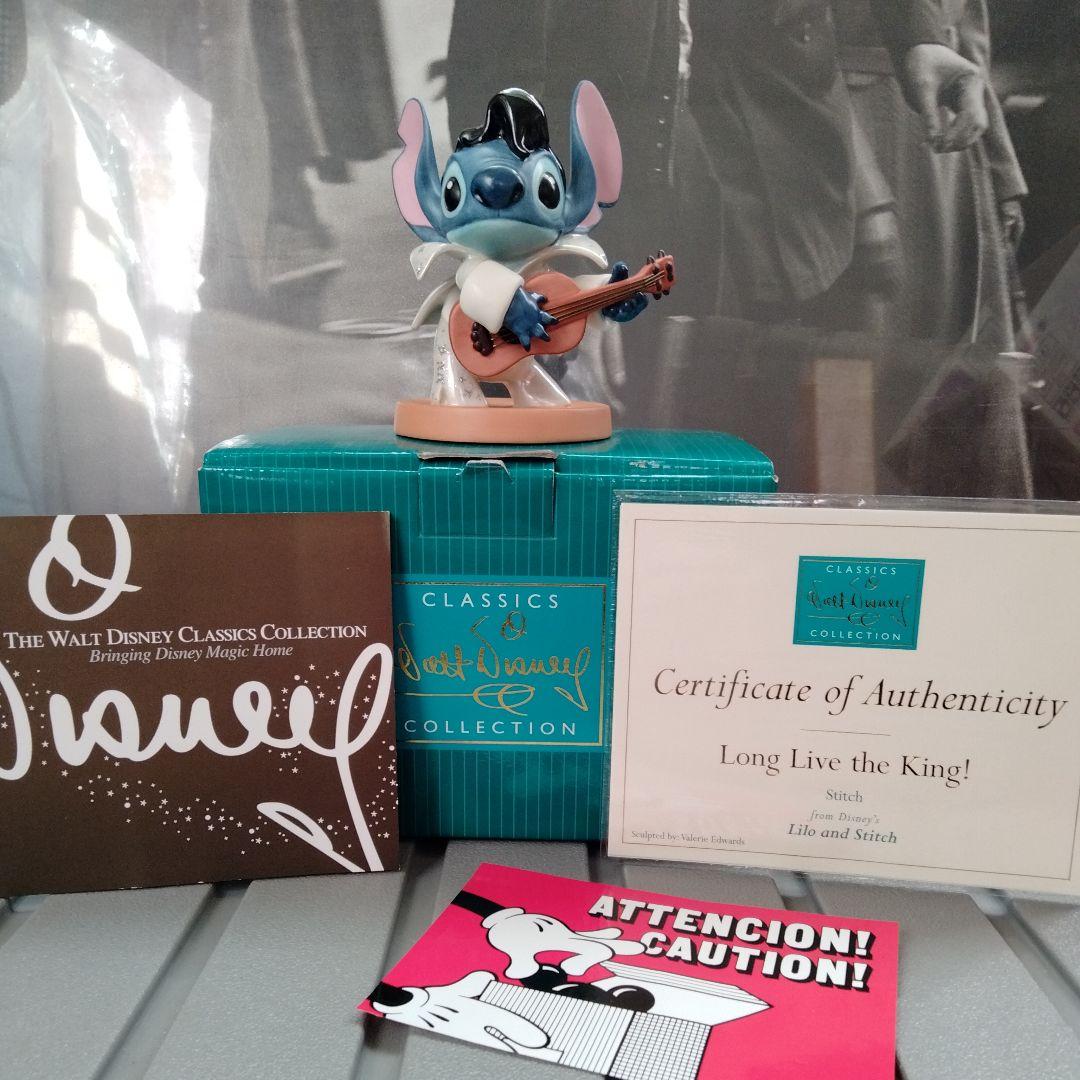 THE WALT DISNEY CLASSICS COLLECTION
Bringing Disney Magic Home
Disney
CLASSICS
Walt Disney
COLLECTION
CLASSICS
Walt Disney
COLLECTION
Certificate of Authenticity
Long Live the King!
Stitch
from Disney's
Lilo and Stitch
Sculpted by: Valerie Edwards
ATTENCION!
CAUTION!